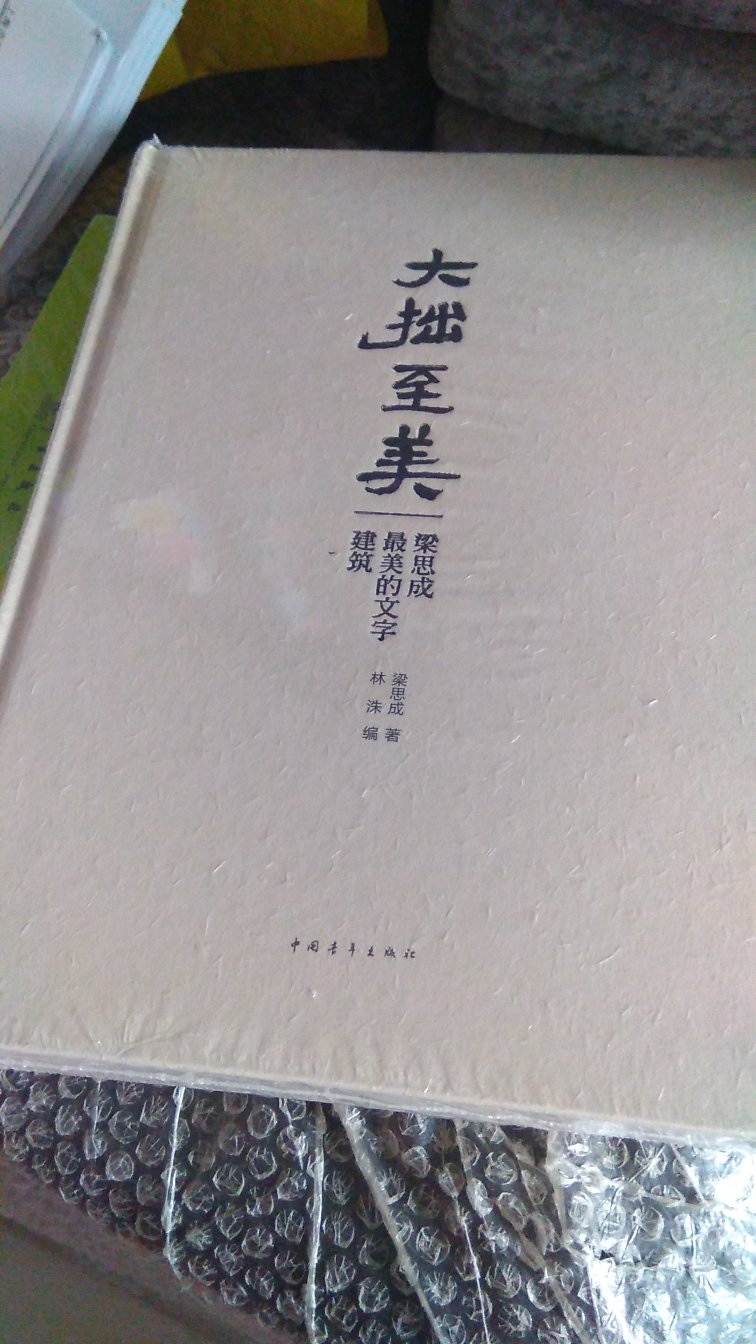 大拙至美
梁思成
最美的文字
建筑
梁思成 著
林洙 编
中国青年出版社